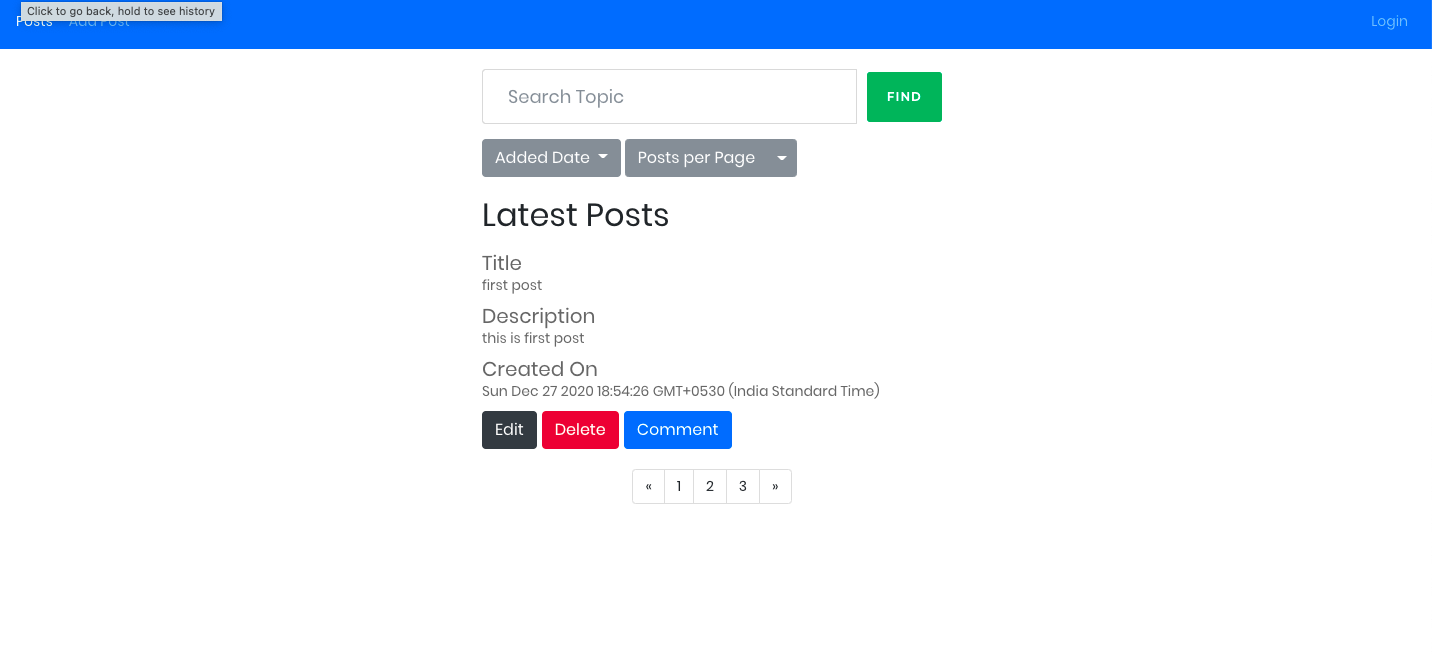 Click to go back, hold to see history
Posts Add Post Login
Search Topic FIND
Added Date Posts per Page
Latest Posts
Title
first post
Description
this is first post
Created On
Sun Dec 27 2020 18:54:26 GMT+0530 (India Standard Time)
Edit Delete Comment
« 1 2 3 »